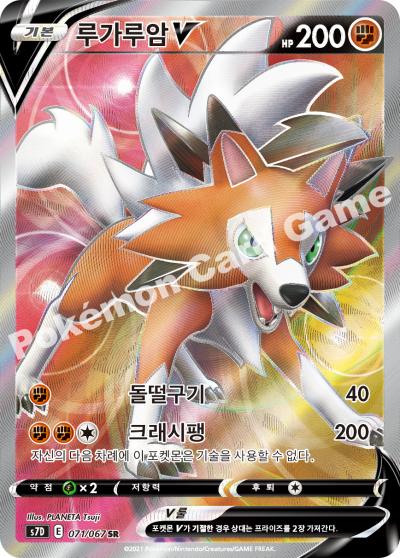 기본 루가루암 V HP 200
Pokémon Card Game
돌떨구기 40
크래시팽 200
자신의 다음 차례에 이 포켓몬은 기술을 사용할 수 없다.
약점 ×2 저항력 후퇴
Illus. PLANETA Tsuji
V룰
s7D E 071/067 SR
포켓몬 V가 기절한 경우 상대는 프라이즈를 2장 가져간다.
©2021 Pokémon/Nintendo/Creatures/GAME FREAK.